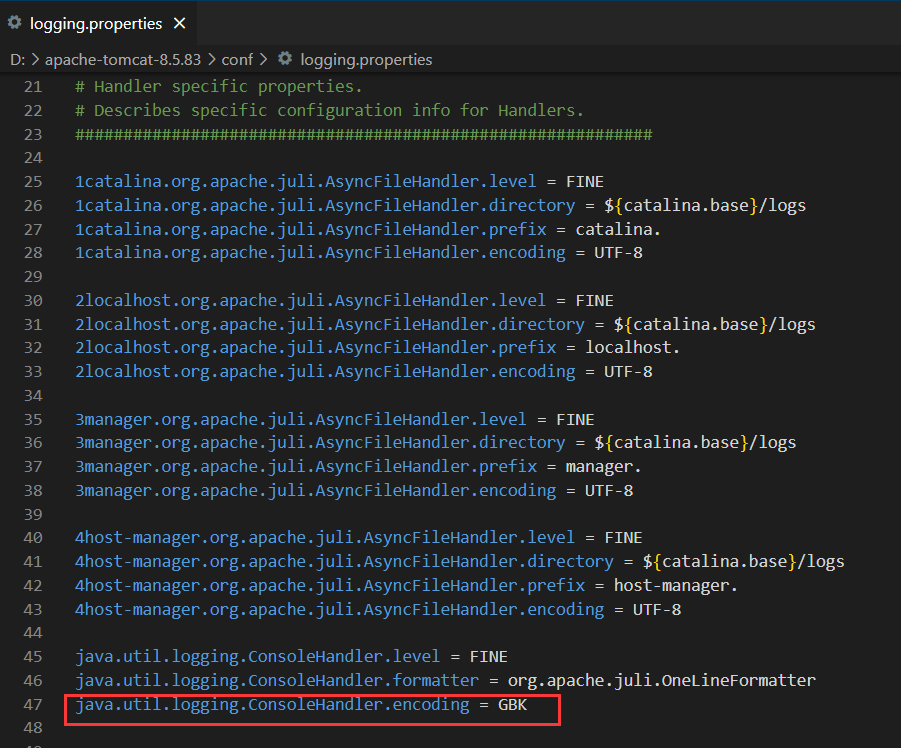 logging.properties
D: > apache-tomcat-8.5.83 > conf > logging.properties
21 # Handler specific properties.
22 # Describes specific configuration info for Handlers.
23 ############################################################
24
25 1catalina.org.apache.juli.AsyncFileHandler.level = FINE
26 1catalina.org.apache.juli.AsyncFileHandler.directory = ${catalina.base}/logs
27 1catalina.org.apache.juli.AsyncFileHandler.prefix = catalina.
28 1catalina.org.apache.juli.AsyncFileHandler.encoding = UTF-8
29
30 2localhost.org.apache.juli.AsyncFileHandler.level = FINE
31 2localhost.org.apache.juli.AsyncFileHandler.directory = ${catalina.base}/logs
32 2localhost.org.apache.juli.AsyncFileHandler.prefix = localhost.
33 2localhost.org.apache.juli.AsyncFileHandler.encoding = UTF-8
34
35 3manager.org.apache.juli.AsyncFileHandler.level = FINE
36 3manager.org.apache.juli.AsyncFileHandler.directory = ${catalina.base}/logs
37 3manager.org.apache.juli.AsyncFileHandler.prefix = manager.
38 3manager.org.apache.juli.AsyncFileHandler.encoding = UTF-8
39
40 4host-manager.org.apache.juli.AsyncFileHandler.level = FINE
41 4host-manager.org.apache.juli.AsyncFileHandler.directory = ${catalina.base}/logs
42 4host-manager.org.apache.juli.AsyncFileHandler.prefix = host-manager.
43 4host-manager.org.apache.juli.AsyncFileHandler.encoding = UTF-8
44
45 java.util.logging.ConsoleHandler.level = FINE
46 java.util.logging.ConsoleHandler.formatter = org.apache.juli.OneLineFormatter
47 java.util.logging.ConsoleHandler.encoding = GBK
48